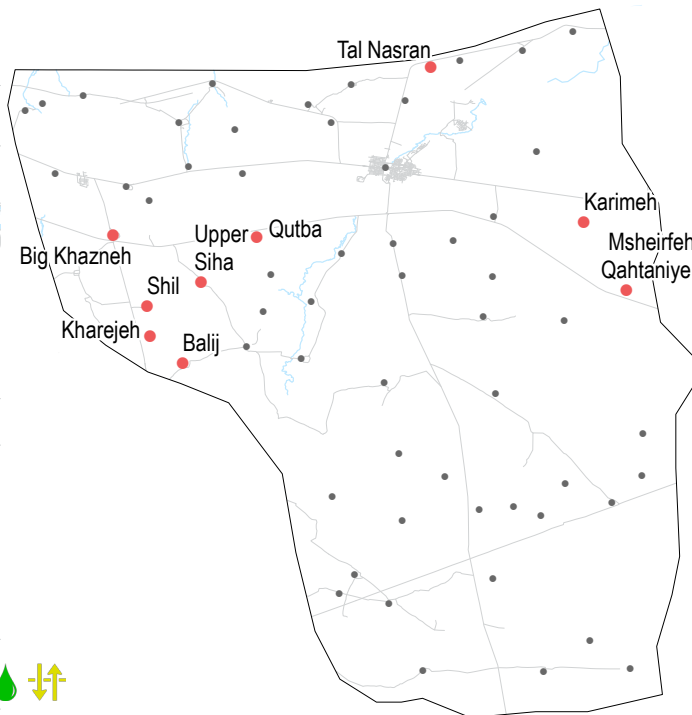 Tal Nasran
Karimeh
Upper Qutba
Msheirfeh
Big Khazneh
Siha
Qahtaniye
Shil
Kharejeh
Balij